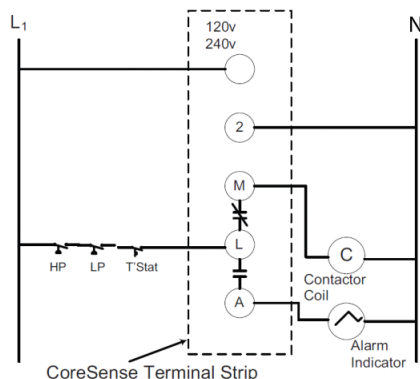 L1 N
120v
240v
2
M
L
HP LP T'Stat
C
Contactor
Coil
A
Alarm
Indicator
CoreSense Terminal Strip